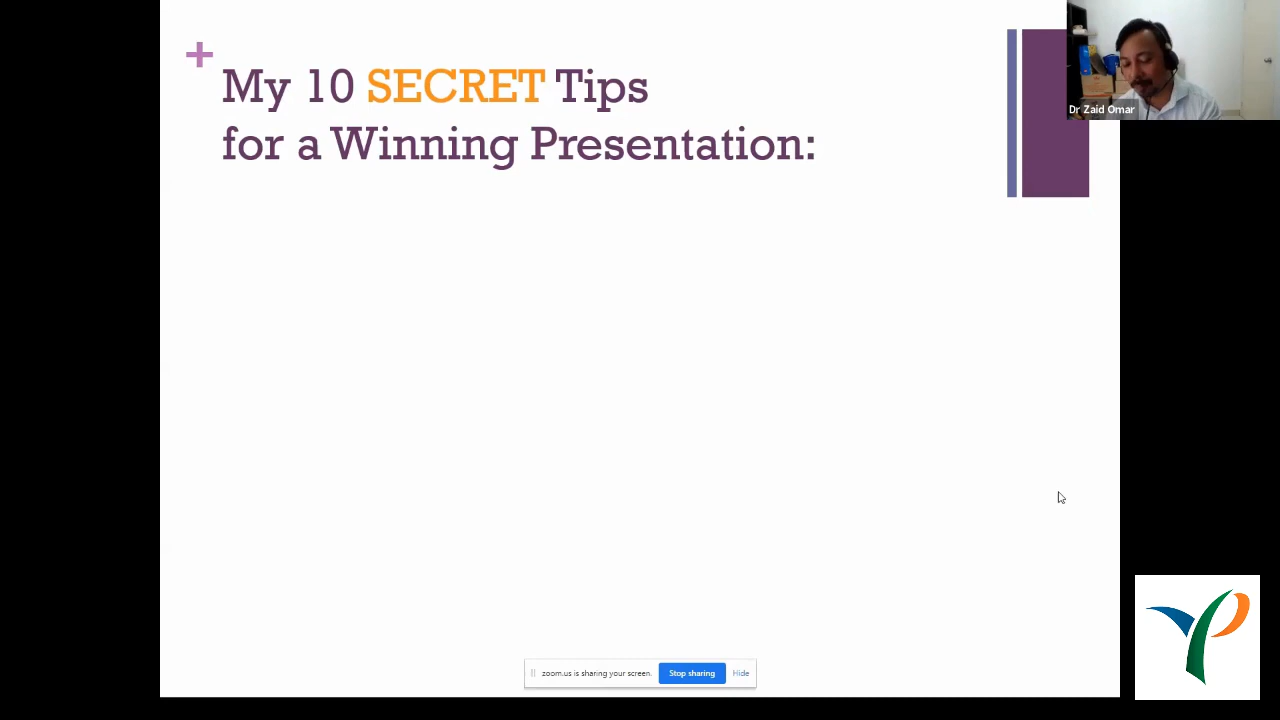 +
My 10 SECRET Tips
for a Winning Presentation:
Dr Zaid Omar
zoom.us is sharing your screen.
Stop sharing
Hide